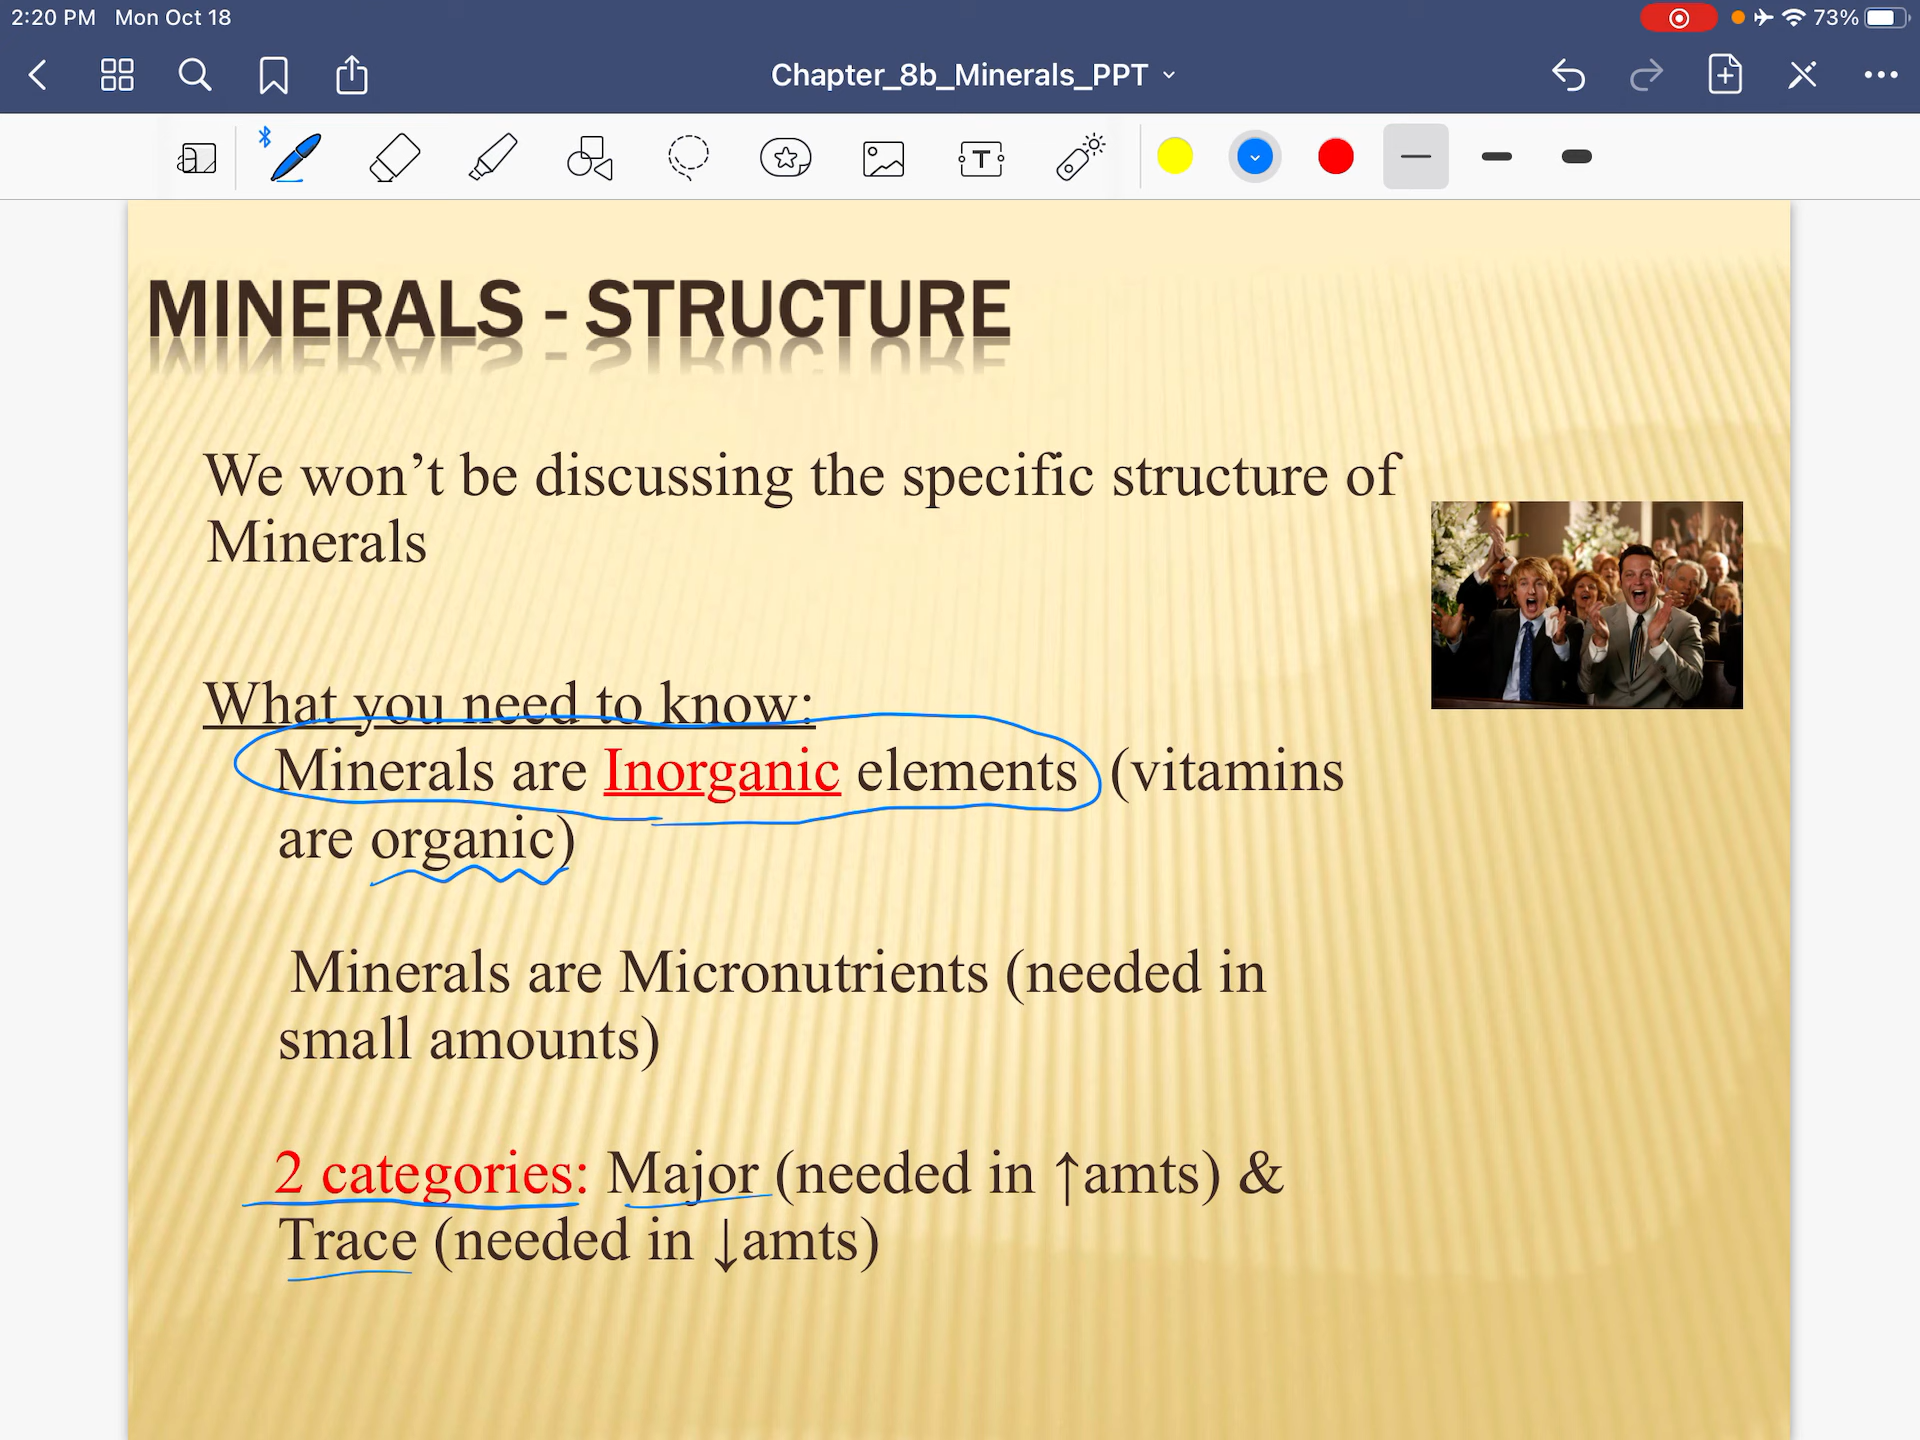 2:20 PM Mon Oct 18
73%
Chapter_8b_Minerals_PPT
MINERALS - STRUCTURE
We won’t be discussing the specific structure of
Minerals
What you need to know:
Minerals are Inorganic elements (vitamins
are organic)
Minerals are Micronutrients (needed in
small amounts)
2 categories: Major (needed in ↑amts) &
Trace (needed in ↓amts)